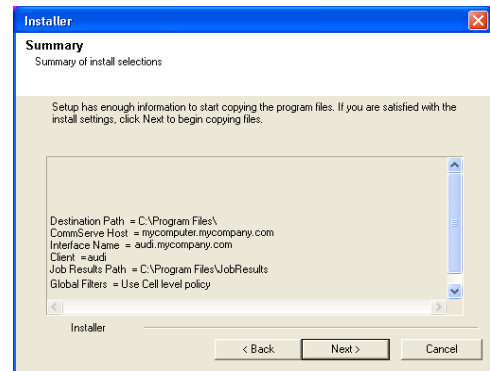 Installer
Summary
Summary of install selections
Setup has enough information to start copying the program files. If you are satisfied with the
install settings, click Next to begin copying files.
Destination Path = C:\Program Files\
CommServe Host = mycomputer.mycompany.com
Interface Name = audi.mycompany.com
Client =audi
Job Results Path = C:\Program Files\JobResults
Global Filters = Use Cell level policy
Installer
< Back Next > Cancel